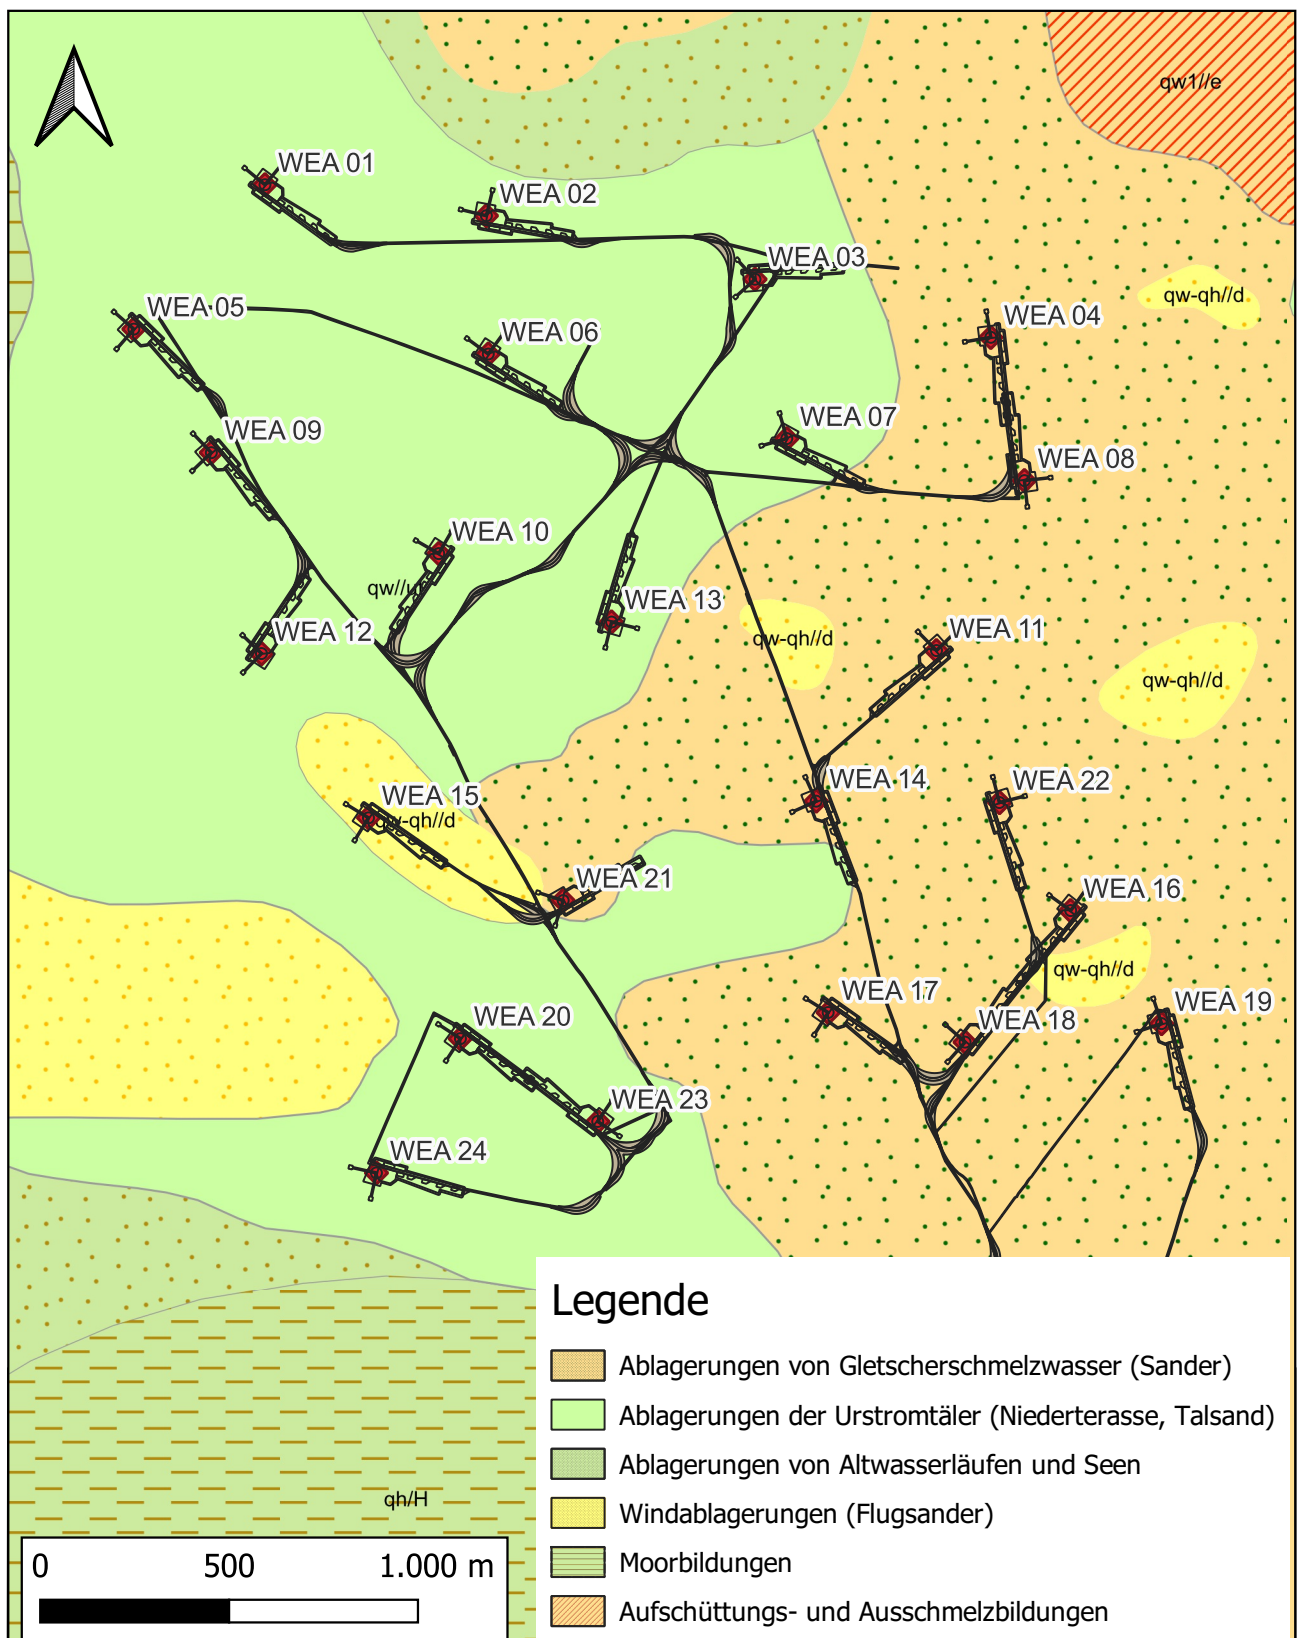 qw1//e
WEA 01
WEA 02
WEA 03
qw-qh//d
WEA 05
WEA 04
WEA 06
WEA 07
WEA 09
WEA 08
WEA 10
qw//u
WEA 13
WEA 12
WEA 11
qw-qh//d
qw-qh//d
WEA 14
WEA 22
WEA 15
qw-qh//d
WEA 21
WEA 16
qw-qh//d
WEA 17
WEA 19
WEA 20
WEA 18
WEA 23
WEA 24
Legende
Ablagerungen von Gletscherschmelzwasser (Sander)
Ablagerungen der Urstromtäler (Niederterasse, Talsand)
Ablagerungen von Altwasserläufen und Seen
qh/H
Windablagerungen (Flugsander)
0 500 1.000 m
Moorbildungen
Aufschüttungs- und Ausschmelzbildungen